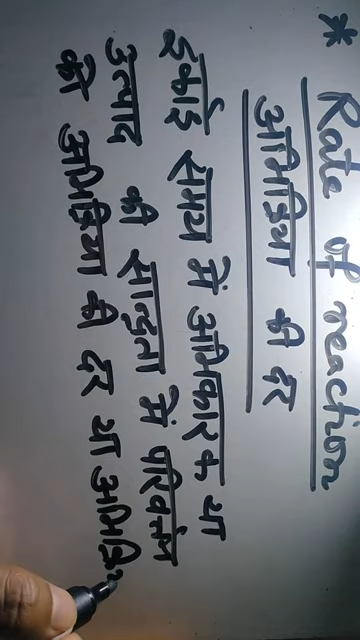 * Rate of reaction
अभिक्रिया की दर
इकाई समय में अभिकारक या
उत्पाद की सान्द्रता में परिवर्तन
को अभिक्रिया की दर या अभिक्रि